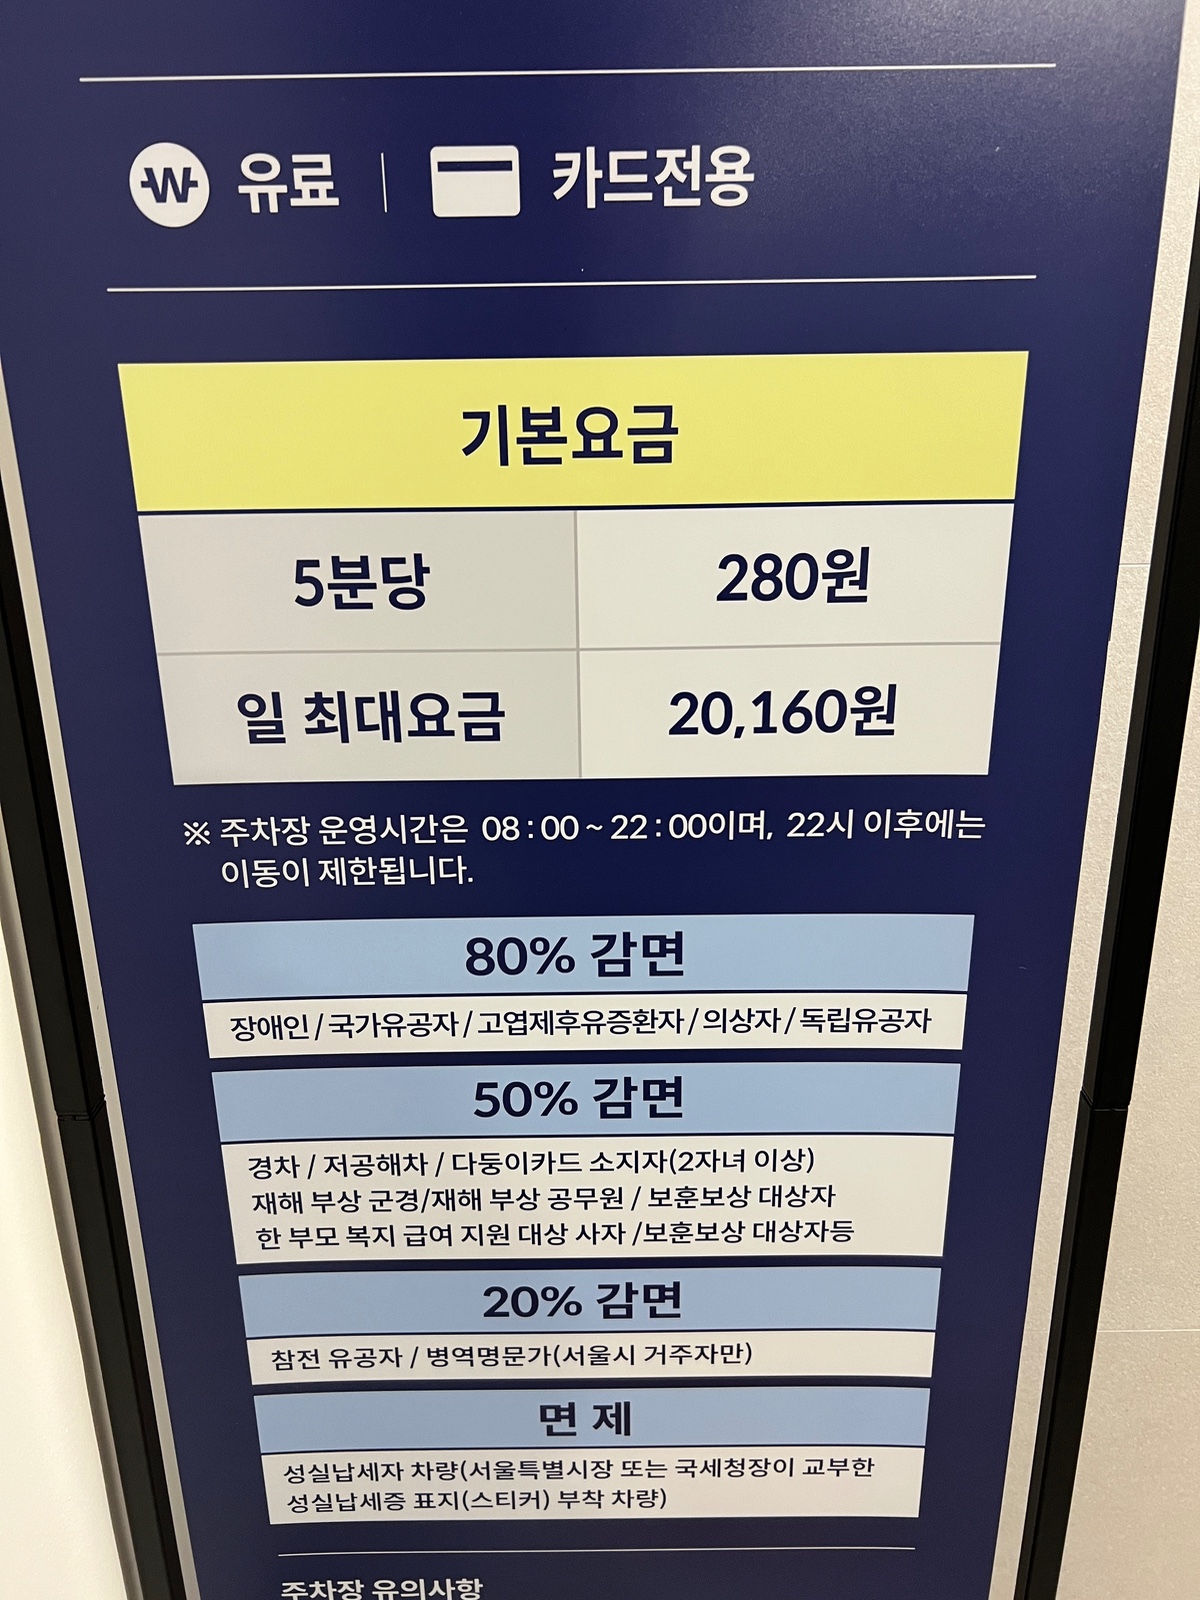 ₩ 유료 | 카드전용
기본요금
5분당 280원
일 최대요금 20,160원
※ 주차장 운영시간은 08 : 00 ~ 22 : 00이며, 22시 이후에는
이동이 제한됩니다.
80% 감면
장애인 / 국가유공자 / 고엽제후유증환자 / 의상자 / 독립유공자
50% 감면
경차 / 저공해차 / 다둥이카드 소지자(2자녀 이상)
재해 부상 군경/재해 부상 공무원 / 보훈보상 대상자
한 부모 복지 급여 지원 대상 사자 /보훈보상 대상자등
20% 감면
참전 유공자 / 병역명문가(서울시 거주자만)
면 제
성실납세자 차량(서울특별시장 또는 국세청장이 교부한
성실납세증 표지(스티커) 부착 차량)
주차장 유의사항